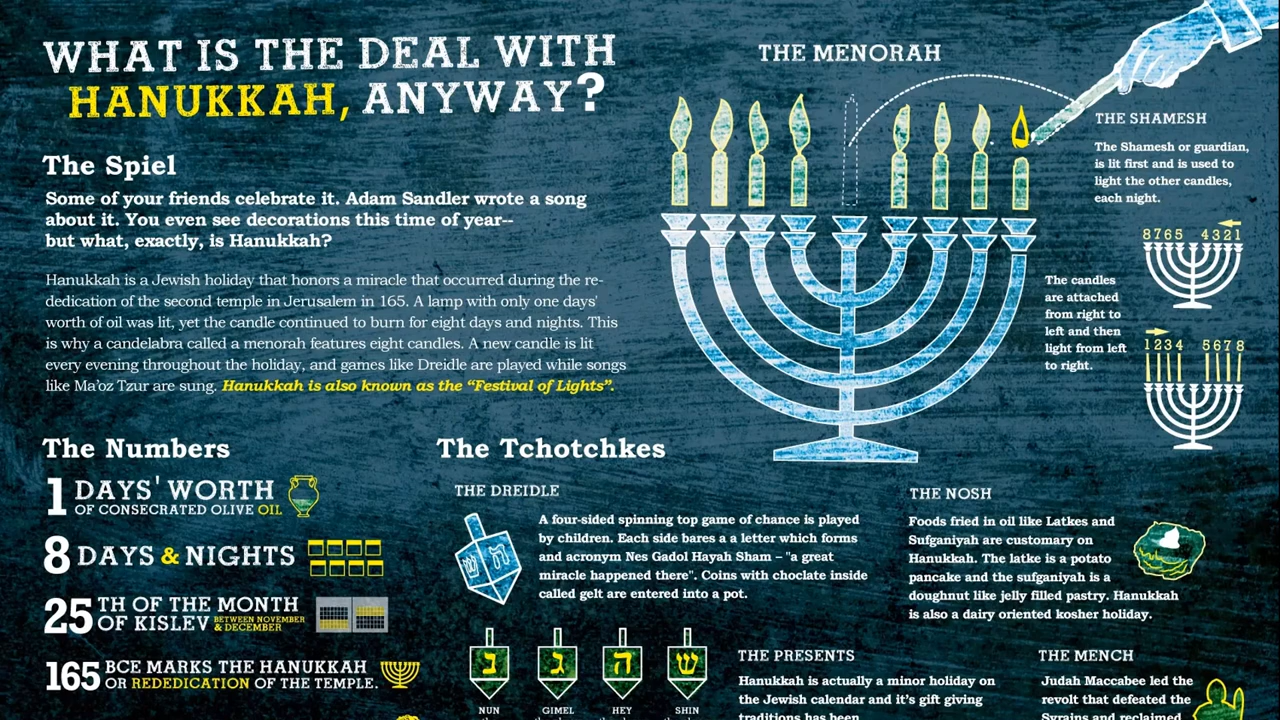 WHAT IS THE DEAL WITH
HANUKKAH, ANYWAY?
The Spiel
Some of your friends celebrate it. Adam Sandler wrote a song
about it. You even see decorations this time of year--
but what, exactly, is Hanukkah?
Hanukkah is a Jewish holiday that honors a miracle that occurred during the re-
dedication of the second temple in Jerusalem in 165. A lamp with only one days'
worth of oil was lit, yet the candle continued to burn for eight days and nights. This
is why a candelabra called a menorah features eight candles. A new candle is lit
every evening throughout the holiday, and games like Dreidle are played while songs
like Ma'oz Tzur are sung. Hanukkah is also known as the “Festival of Lights”.
THE MENORAH
THE SHAMESH
The Shamesh or guardian,
is lit first and is used to
light the other candles,
each night.
8765 4321
The candles
are attached
from right to
left and then
light from left
to right.
1234 5678
The Numbers
1 DAYS' WORTH
OF CONSECRATED OLIVE OIL
8 DAYS & NIGHTS
25 TH OF THE MONTH
OF KISLEV BETWEEN NOVEMBER
& DECEMBER
165 BCE MARKS THE HANUKKAH
OR REDEDICATION OF THE TEMPLE.
The Tchotchkes
THE DREIDLE
A four-sided spinning top game of chance is played
by children. Each side bares a a letter which forms
and acronym Nes Gadol Hayah Sham – "a great
miracle happened there". Coins with choclate inside
called gelt are entered into a pot.
ש ה
נ ג ה ש
NUN GIMEL HEY SHIN
THE NOSH
Foods fried in oil like Latkes and
Sufganiyah are customary on
Hanukkah. The latke is a potato
pancake and the sufganiyah is a
doughnut like jelly filled pastry. Hanukkah
is also a dairy oriented kosher holiday.
THE PRESENTS
Hanukkah is actually a minor holiday on
the Jewish calendar and it's gift giving
traditions has been
THE MENCH
Judah Maccabee led the
revolt that defeated the
Syrains and reclaimed